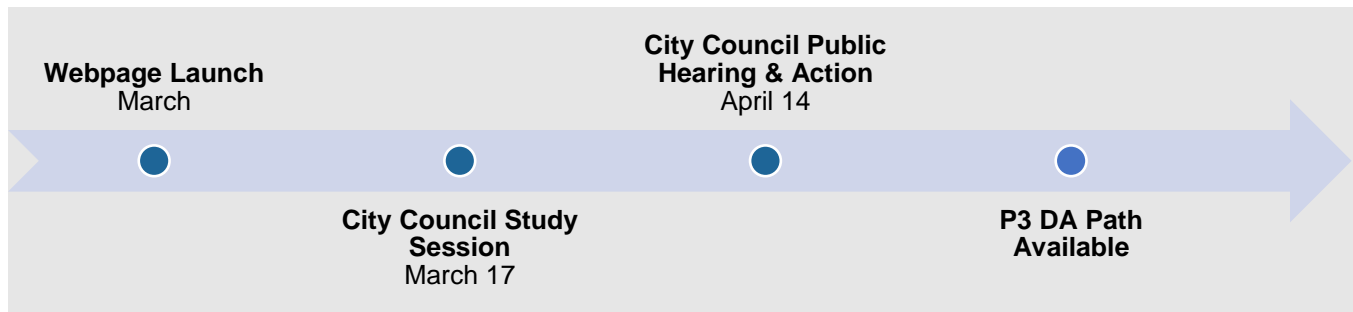 Webpage Launch
March
City Council Study
Session
March 17
City Council Public
Hearing & Action
April 14
P3 DA Path
Available